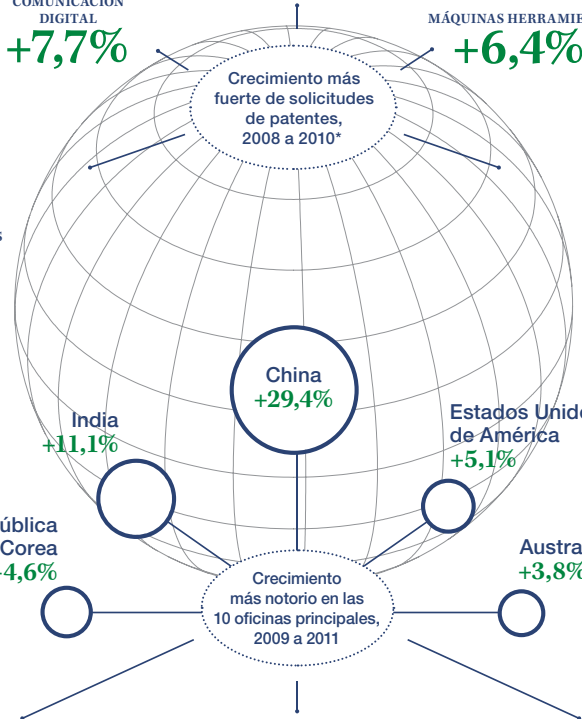 COMUNICACIÓN
DIGITAL
+7,7%
MÁQUINAS HERRAMIE
+6,4%
Crecimiento más
fuerte de solicitudes
de patentes,
2008 a 2010*
s
China
+29,4%
India
+11,1%
Estados Unido
de América
+5,1%
ública
Corea
-4,6%
Austra
+3,8%
Crecimiento
más notorio en las
10 oficinas principales,
2009 a 2011